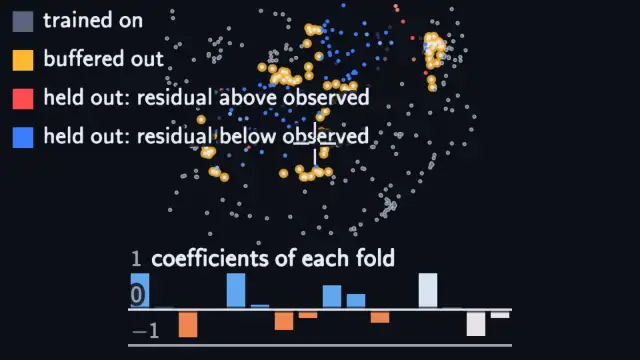 trained on
buffered out
held out: residual above observed
held out: residual below observed
1 coefficients of each fold
0
−1